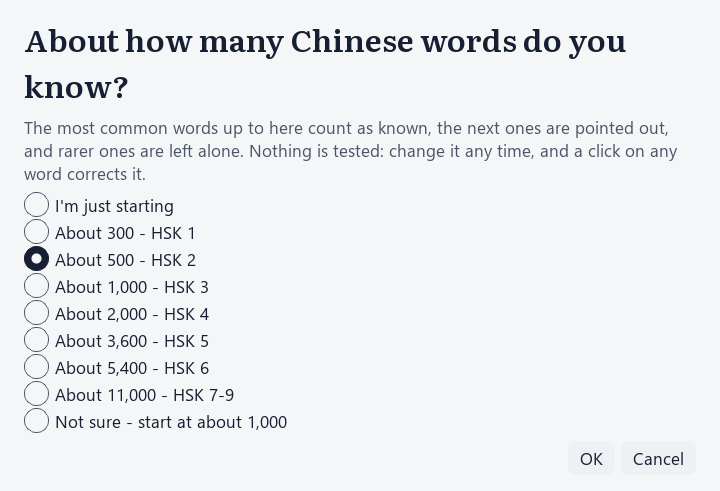 About how many Chinese words do you
know?
The most common words up to here count as known, the next ones are pointed out,
and rarer ones are left alone. Nothing is tested: change it any time, and a click on any
word corrects it.
I'm just starting
About 300 - HSK 1
About 500 - HSK 2
About 1,000 - HSK 3
About 2,000 - HSK 4
About 3,600 - HSK 5
About 5,400 - HSK 6
About 11,000 - HSK 7-9
Not sure - start at about 1,000
OK Cancel